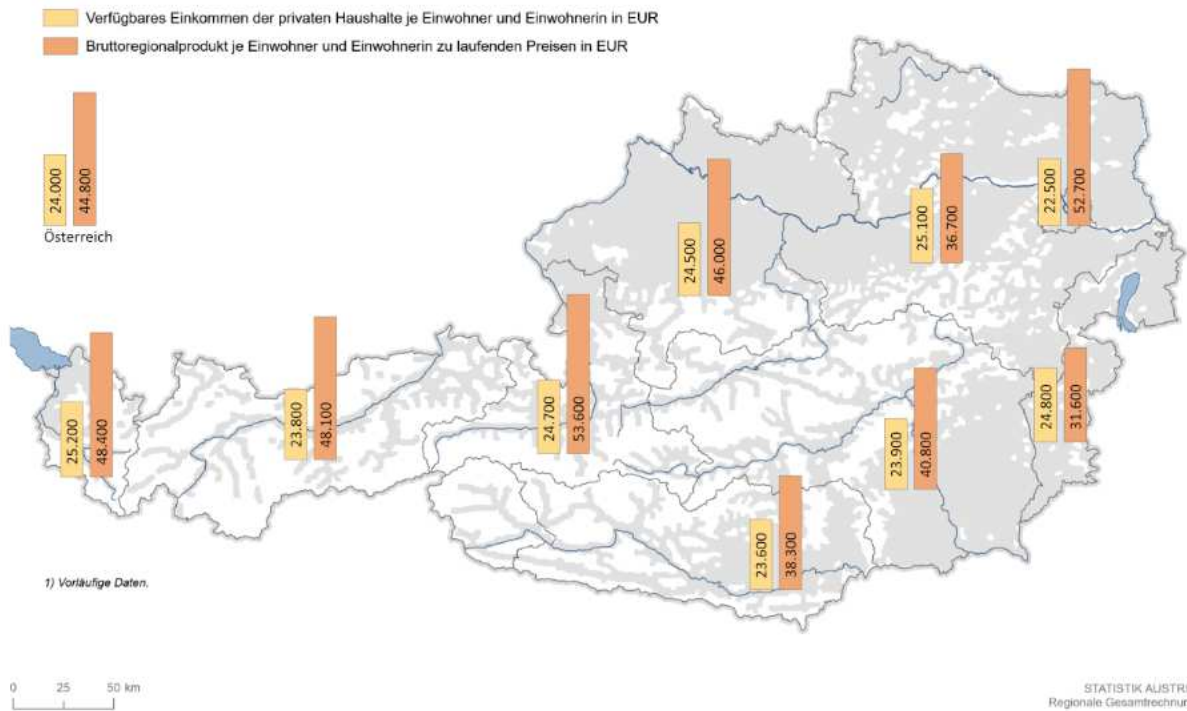 Verfügbares Einkommen der privaten Haushalte je Einwohner und Einwohnerin in EUR
Bruttoregionalprodukt je Einwohner und Einwohnerin zu laufenden Preisen in EUR
24.000
44.800
Österreich
22.500
52.700
25.100
36.700
24.500
46.000
24.700
53.600
23.800
48.100
25.200
48.400
24.800
31.600
23.900
40.800
23.600
38.300
1) Vorläufige Daten.
0 25 50 km
STATISTIK AUSTRI
Regionale Gesamtrechnun